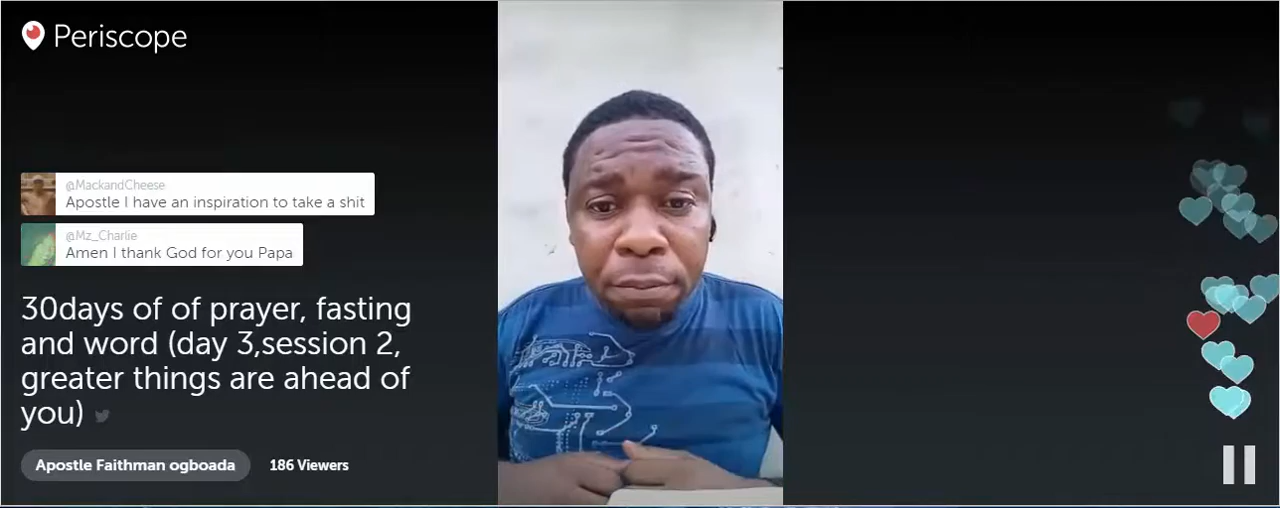 Periscope
@MackandCheese
Apostle I have an inspiration to take a shit
@Mz_Charlie
Amen I thank God for you Papa
30days of of prayer, fasting
and word (day 3,session 2,
greater things are ahead of
you)
Apostle Faithman ogboada 186 Viewers